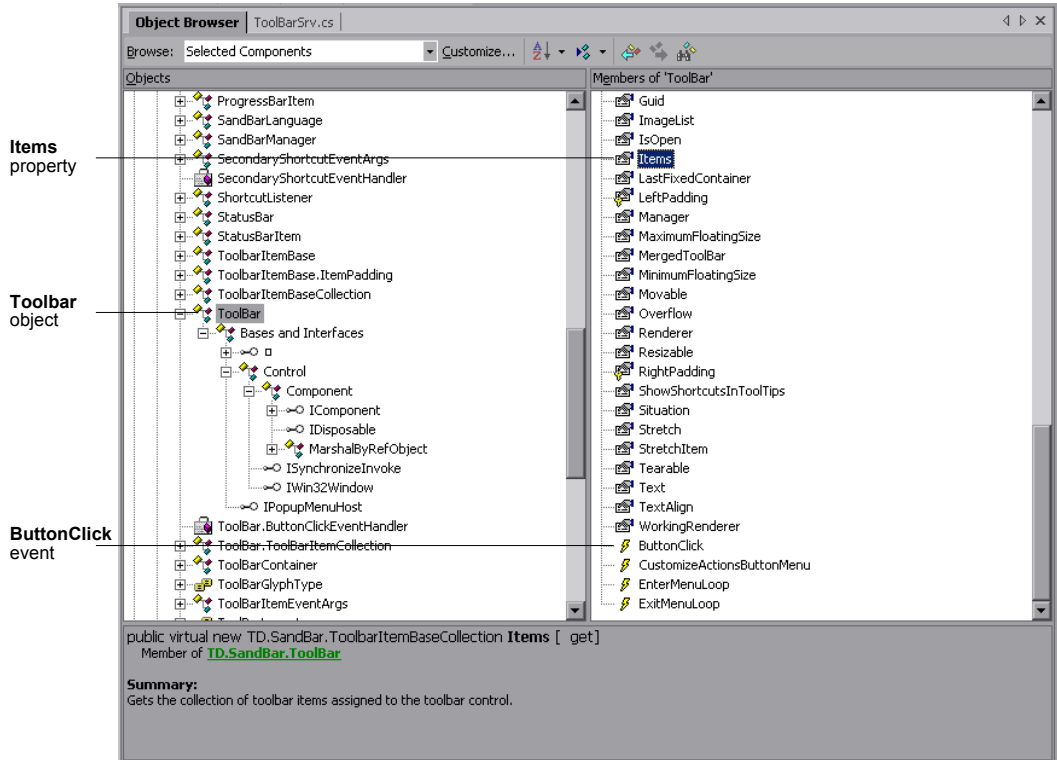 Object Browser
ToolBarSrv.cs
Browse:
Selected Components
Customize...
Objects
ProgressBarItem
SandBarLanguage
SandBarManager
SecondaryShortcutEventArgs
SecondaryShortcutEventHandler
ShortcutListener
StatusBar
StatusBarItem
ToolbarItemBase
ToolbarItemBase.ItemPadding
ToolbarItemBaseCollection
ToolBar
Bases and Interfaces
Control
Component
IComponent
IDisposable
MarshalByRefObject
ISynchronizeInvoke
IWin32Window
IPopupMenuHost
ToolBar.ButtonClickEventHandler
ToolBar.ToolBarItemCollection
ToolBarContainer
ToolBarGlyphType
ToolBarItemEventArgs
Members of 'ToolBar'
Guid
ImageList
IsOpen
Items
LastFixedContainer
LeftPadding
Manager
MaximumFloatingSize
MergedToolBar
MinimumFloatingSize
Movable
Overflow
Renderer
Resizable
RightPadding
ShowShortcutsInToolTips
Situation
Stretch
StretchItem
Tearable
Text
TextAlign
WorkingRenderer
ButtonClick
CustomizeActionsButtonMenu
EnterMenuLoop
ExitMenuLoop
Items
property
Toolbar
object
ButtonClick
event
public virtual new TD.SandBar.ToolbarItemBaseCollection Items [ get]
Member of TD.SandBar.ToolBar
Summary:
Gets the collection of toolbar items assigned to the toolbar control.